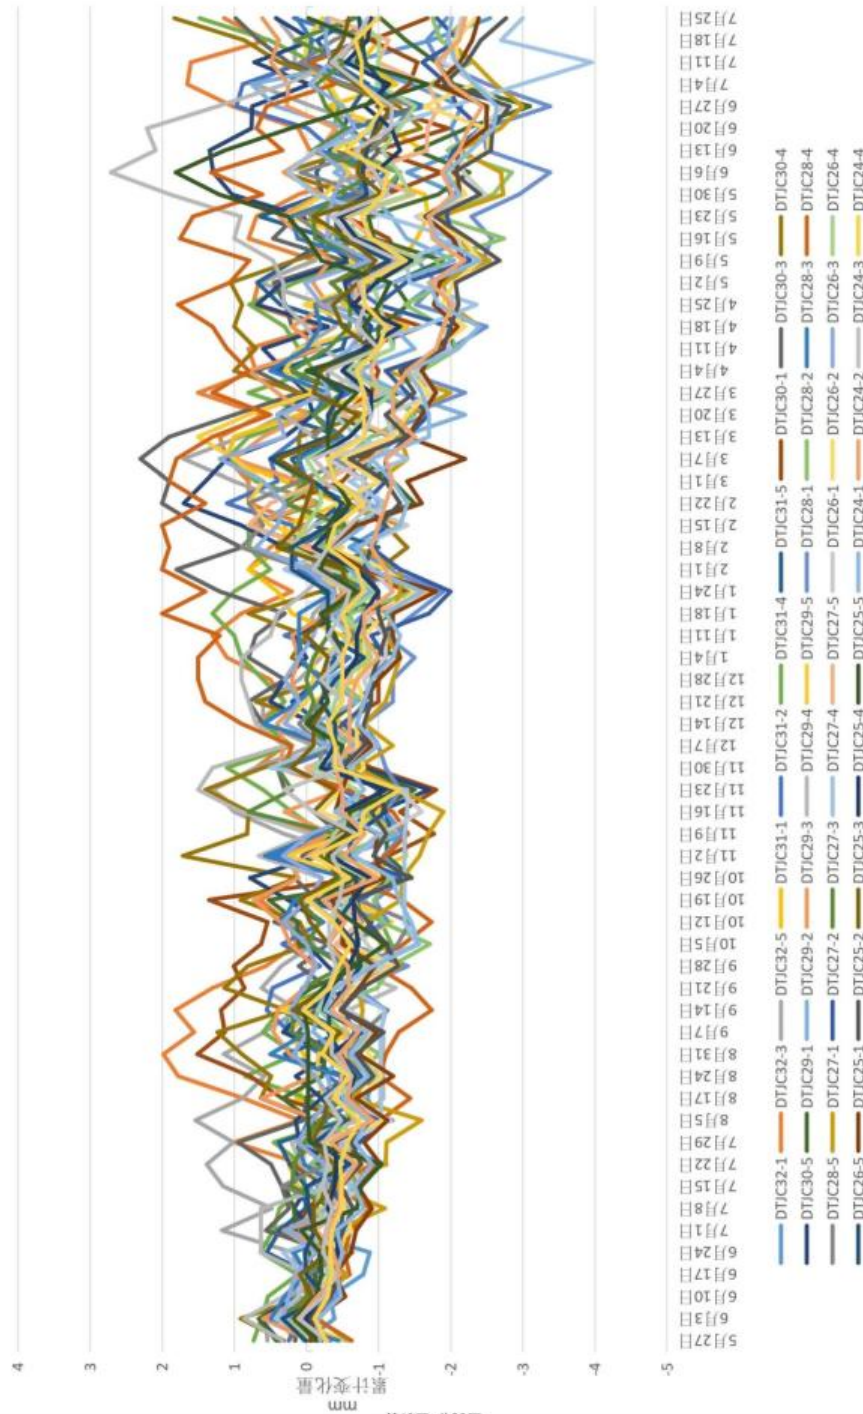 4
3
2
1
0
-1
-2
-3
-4
-5
累计变化量
mm
5月27日
6月3日
6月10日
6月17日
6月24日
7月1日
7月8日
7月15日
7月22日
7月29日
8月5日
8月17日
8月24日
8月31日
9月7日
9月14日
9月21日
9月28日
10月5日
10月12日
10月19日
10月26日
11月2日
11月9日
11月16日
11月23日
11月30日
12月7日
12月14日
12月21日
12月28日
1月4日
1月11日
1月18日
1月24日
2月1日
2月8日
2月15日
2月22日
3月1日
3月7日
3月13日
3月20日
3月27日
4月4日
4月11日
4月18日
4月25日
5月2日
5月9日
5月16日
5月23日
5月30日
6月6日
6月13日
6月20日
6月27日
7月4日
7月11日
7月18日
7月25日
DTJC32-1 DTJC32-3 DTJC32-5 DTJC31-1 DTJC31-2 DTJC31-4 DTJC31-5 DTJC30-1 DTJC30-3 DTJC30-4
DTJC30-5 DTJC29-1 DTJC29-2 DTJC29-3 DTJC29-4 DTJC29-5 DTJC28-1 DTJC28-2 DTJC28-3 DTJC28-4
DTJC28-5 DTJC27-1 DTJC27-2 DTJC27-3 DTJC27-4 DTJC27-5 DTJC26-1 DTJC26-2 DTJC26-3 DTJC26-4
DTJC26-5 DTJC25-1 DTJC25-2 DTJC25-3 DTJC25-4 DTJC25-5 DTJC24-1 DTJC24-2 DTJC24-3 DTJC24-4